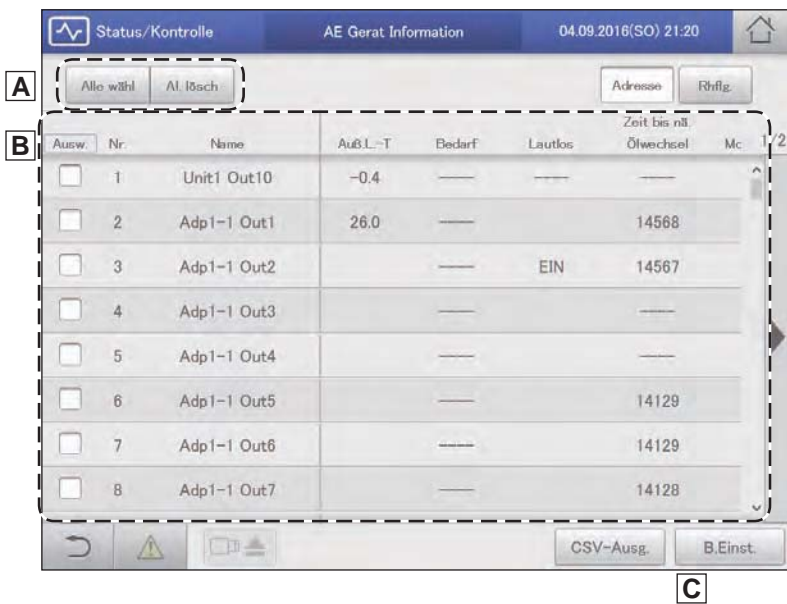 Status/Kontrolle AE Gerat Information 04.09.2016(SO) 21:20
A Alle wähl Al. lösch Adresse Rhflg.
B Ausw. Nr. Name Auß.L.-T Bedarf Lautlos Zeit bis nä. Ölwechsel Mc 1/2
1 Unit1 Out10 -0.4 ---- ---- ----
2 Adp1-1 Out1 26.0 ---- 14568
3 Adp1-1 Out2 ---- EIN 14567
4 Adp1-1 Out3 ---- ----
5 Adp1-1 Out4 ---- ----
6 Adp1-1 Out5 ---- 14129
7 Adp1-1 Out6 ---- 14129
8 Adp1-1 Out7 ---- 14128
CSV-Ausg. B.Einst.
C